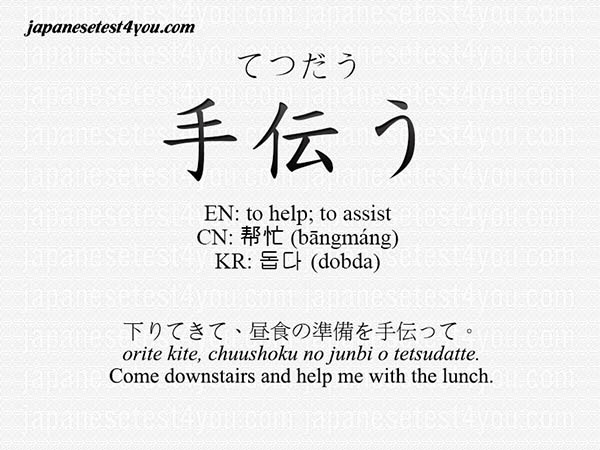 japanesetest4you.com
てつだう
手伝う
EN: to help; to assist
CN: 帮忙 (bāngmáng)
KR: 돕다 (dobda)
下りてきて、昼食の準備を手伝って。
orite kite, chuushoku no junbi o tetsudatte.
Come downstairs and help me with the lunch.